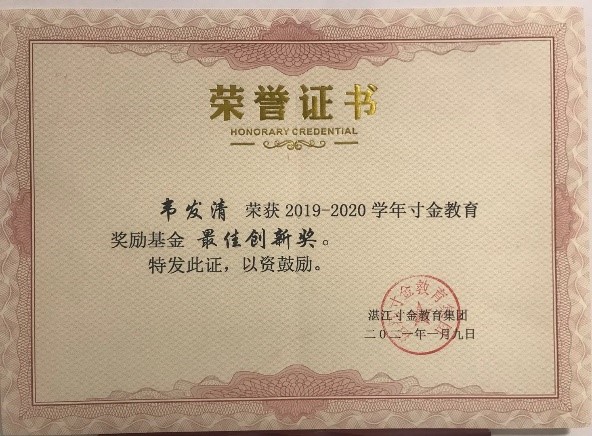 荣誉证书
HONORARY CREDENTIAL
韦发清 荣获 2019-2020 学年寸金教育
奖励基金 最佳创新奖。
特发此证，以资鼓励。
湛江寸金教育集团
二〇二一年一月九日